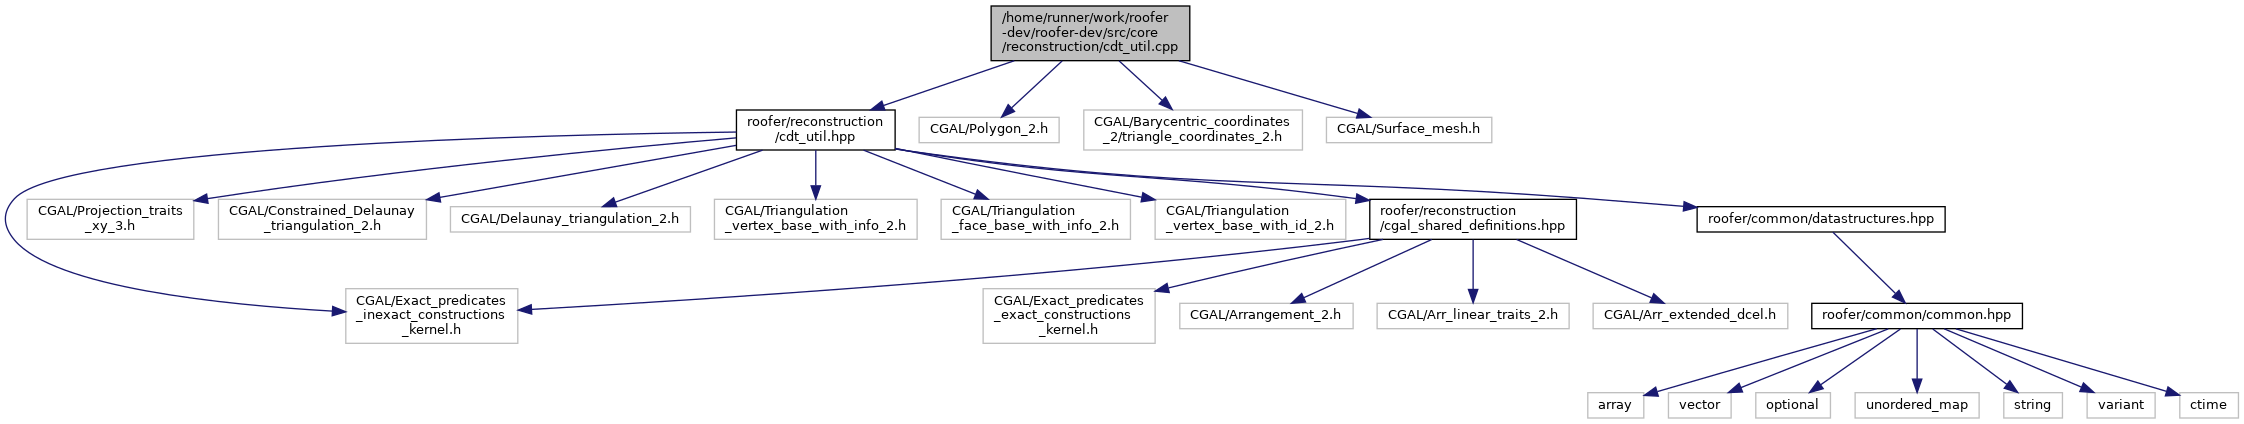 /home/runner/work/roofer
-dev/roofer-dev/src/core
/reconstruction/cdt_util.cpp
roofer/reconstruction
/cdt_util.hpp
CGAL/Polygon_2.h
CGAL/Barycentric_coordinates
_2/triangle_coordinates_2.h
CGAL/Surface_mesh.h
CGAL/Projection_traits
_xy_3.h
CGAL/Constrained_Delaunay
_triangulation_2.h
CGAL/Delaunay_triangulation_2.h
CGAL/Triangulation
_vertex_base_with_info_2.h
CGAL/Triangulation
_face_base_with_info_2.h
CGAL/Triangulation
_vertex_base_with_id_2.h
roofer/reconstruction
/cgal_shared_definitions.hpp
roofer/common/datastructures.hpp
CGAL/Exact_predicates
_inexact_constructions
_kernel.h
CGAL/Exact_predicates
_exact_constructions
_kernel.h
CGAL/Arrangement_2.h
CGAL/Arr_linear_traits_2.h
CGAL/Arr_extended_dcel.h
roofer/common/common.hpp
array
vector
optional
unordered_map
string
variant
ctime